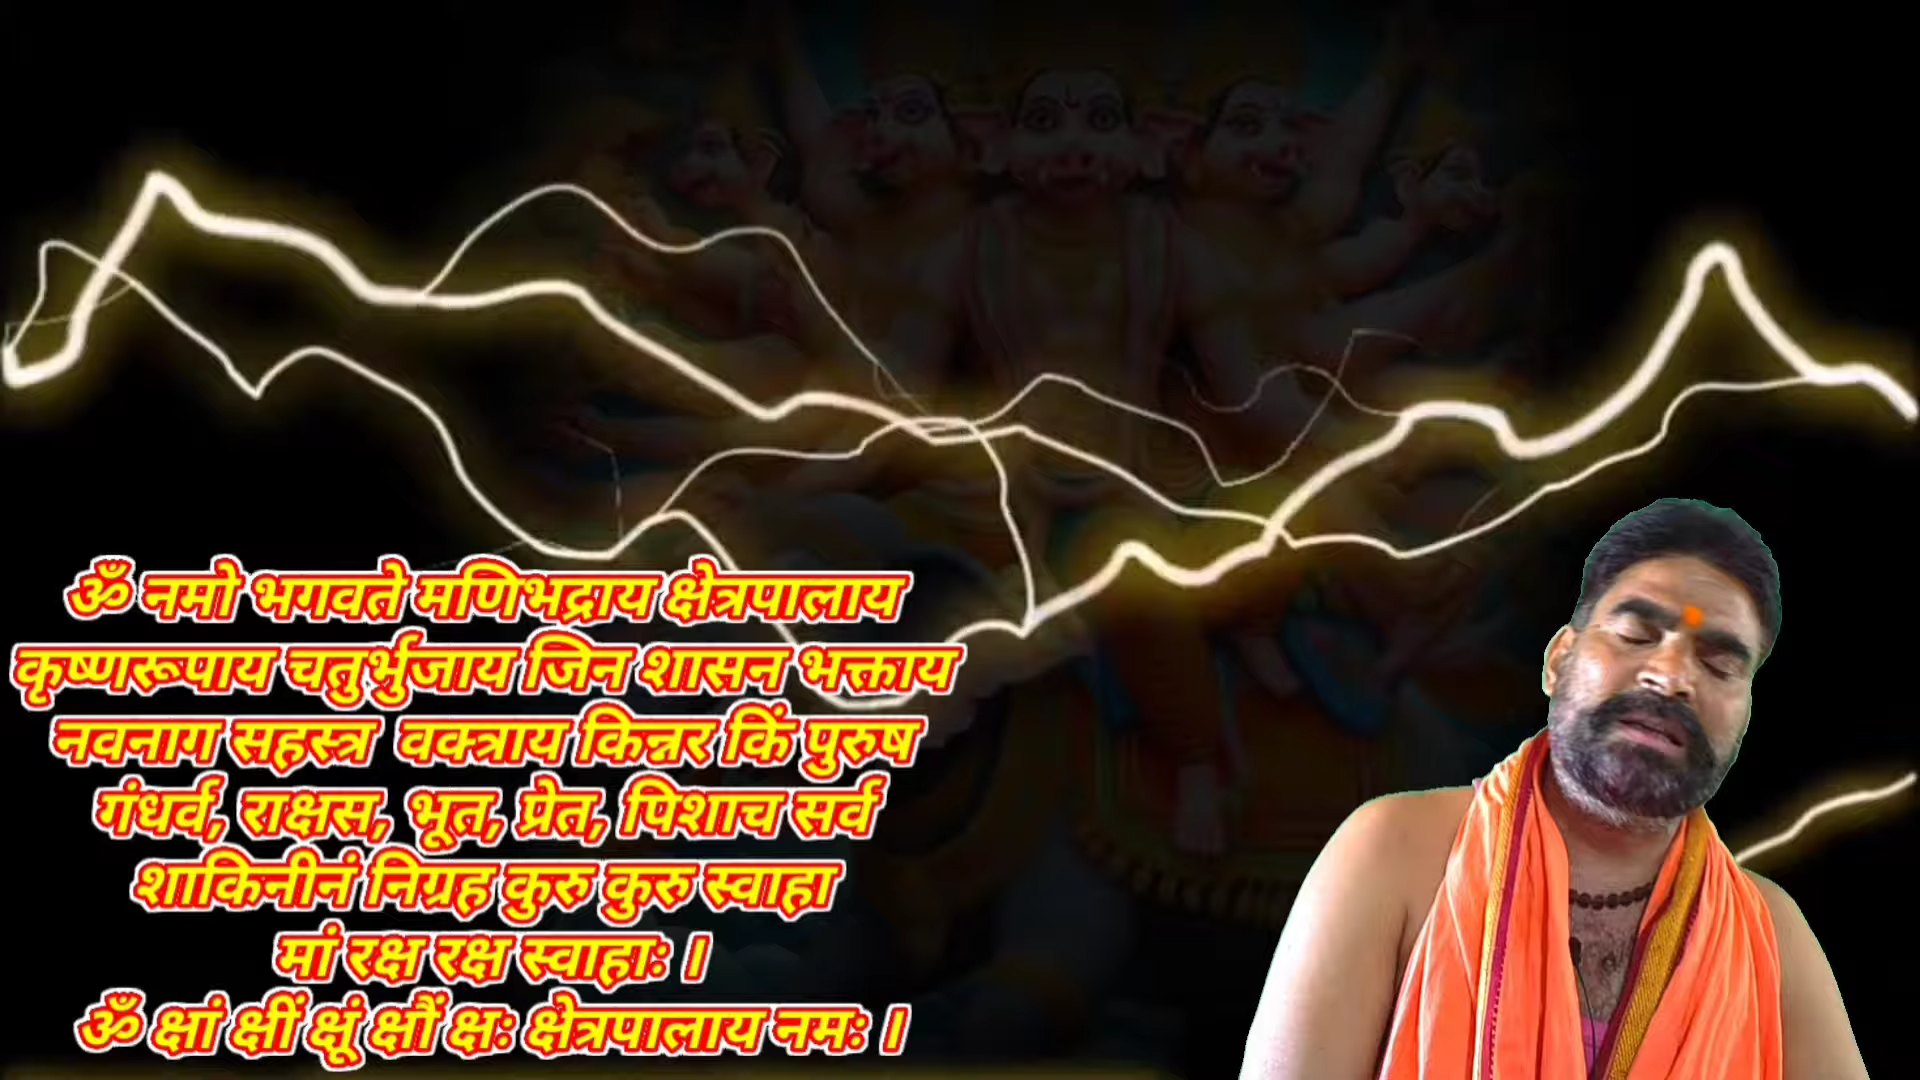 ॐ नमो भगवते मणिभद्राय क्षेत्रपालाय
कृष्णरूपाय चतुर्भुजाय जिन शासन भक्ताय
नवनाग सहस्त्र वक्त्राय किन्नर किं पुरुष
गंधर्व, राक्षस, भूत, प्रेत, पिशाच सर्व
शाकिनीनं निग्रह कुरु कुरु स्वाहा
मां रक्ष रक्ष स्वाहाः ।
ॐ क्षां क्षीं क्षूं क्षौं क्षः क्षेत्रपालाय नमः ।